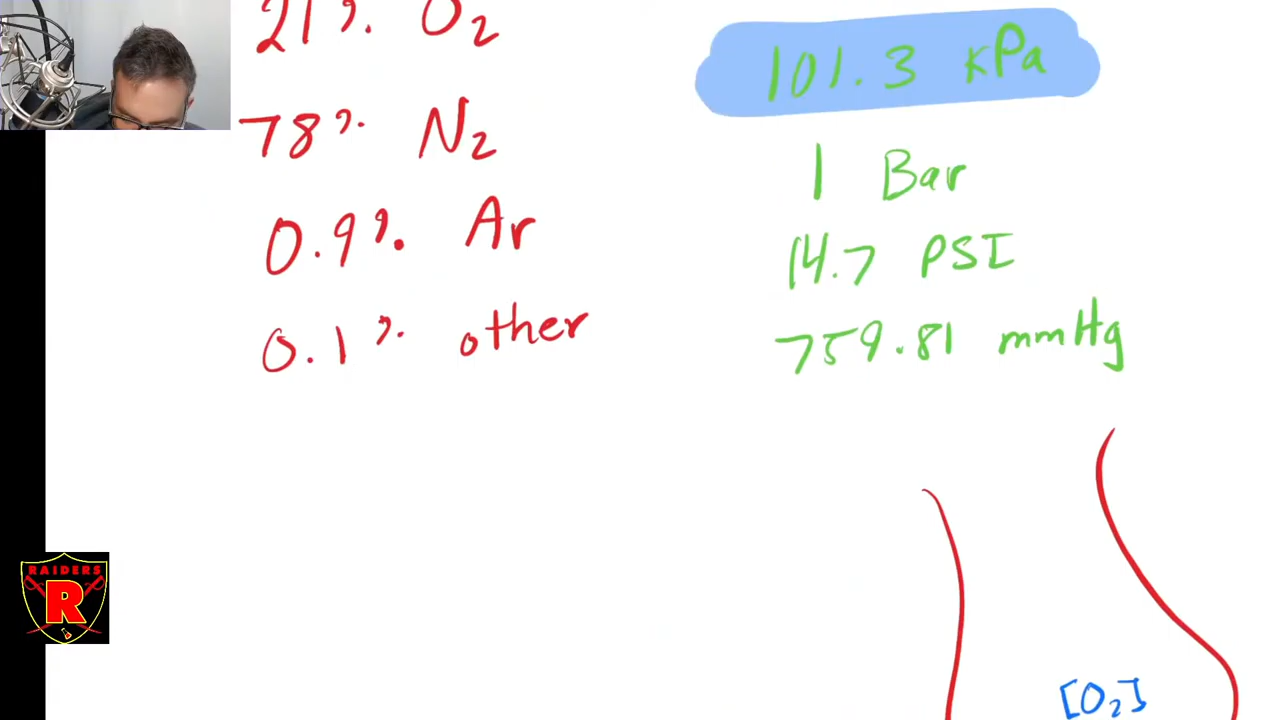 21% O2
78% N2
0.9% Ar
0.1% other
101.3 kPa
1 Bar
14.7 PSI
759.81 mmHg
[O2]
RAIDERS
R